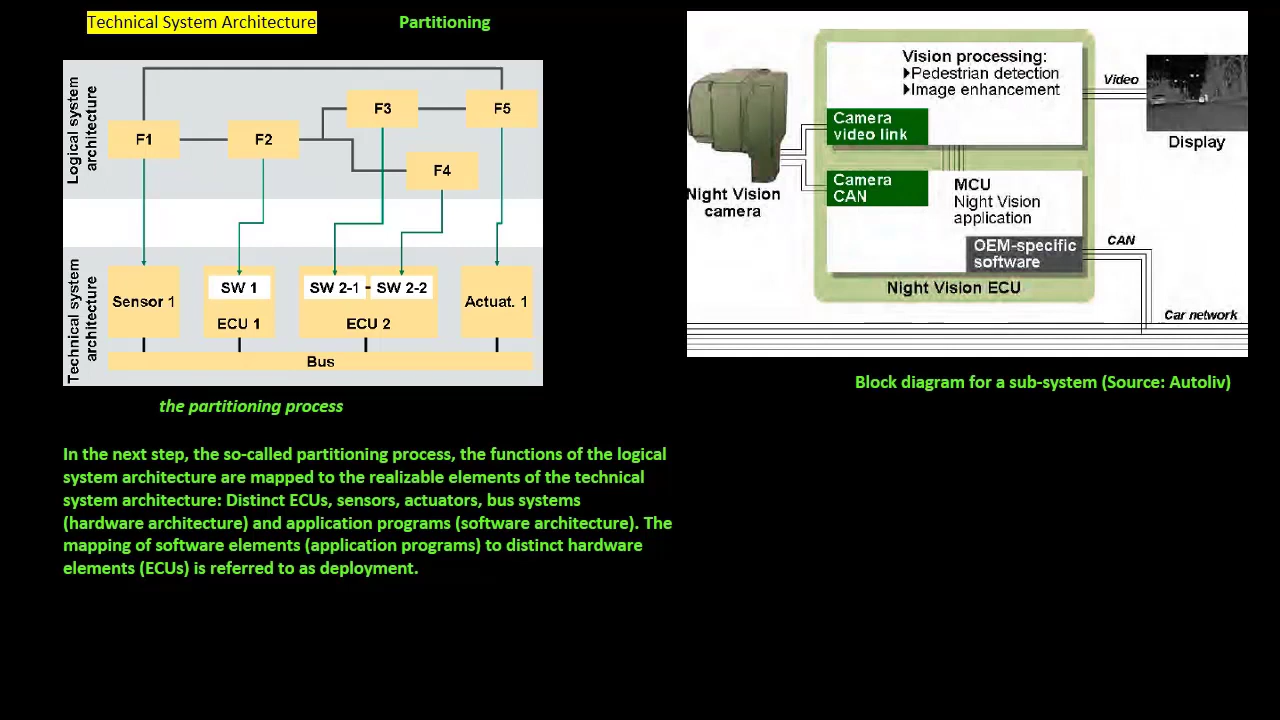 Technical System Architecture
Partitioning
Logical system
architecture
F1
F2
F3
F4
F5
Technical system
architecture
Sensor 1
SW 1
ECU 1
SW 2-1 - SW 2-2
ECU 2
Actuat. 1
Bus
the partitioning process
In the next step, the so-called partitioning process, the functions of the logical
system architecture are mapped to the realizable elements of the technical
system architecture: Distinct ECUs, sensors, actuators, bus systems
(hardware architecture) and application programs (software architecture). The
mapping of software elements (application programs) to distinct hardware
elements (ECUs) is referred to as deployment.
Vision processing:
Pedestrian detection
Image enhancement
Camera
video link
Video
Display
Night Vision
camera
Camera
CAN
MCU
Night Vision
application
OEM-specific
software
CAN
Night Vision ECU
Car network
Block diagram for a sub-system (Source: Autoliv)